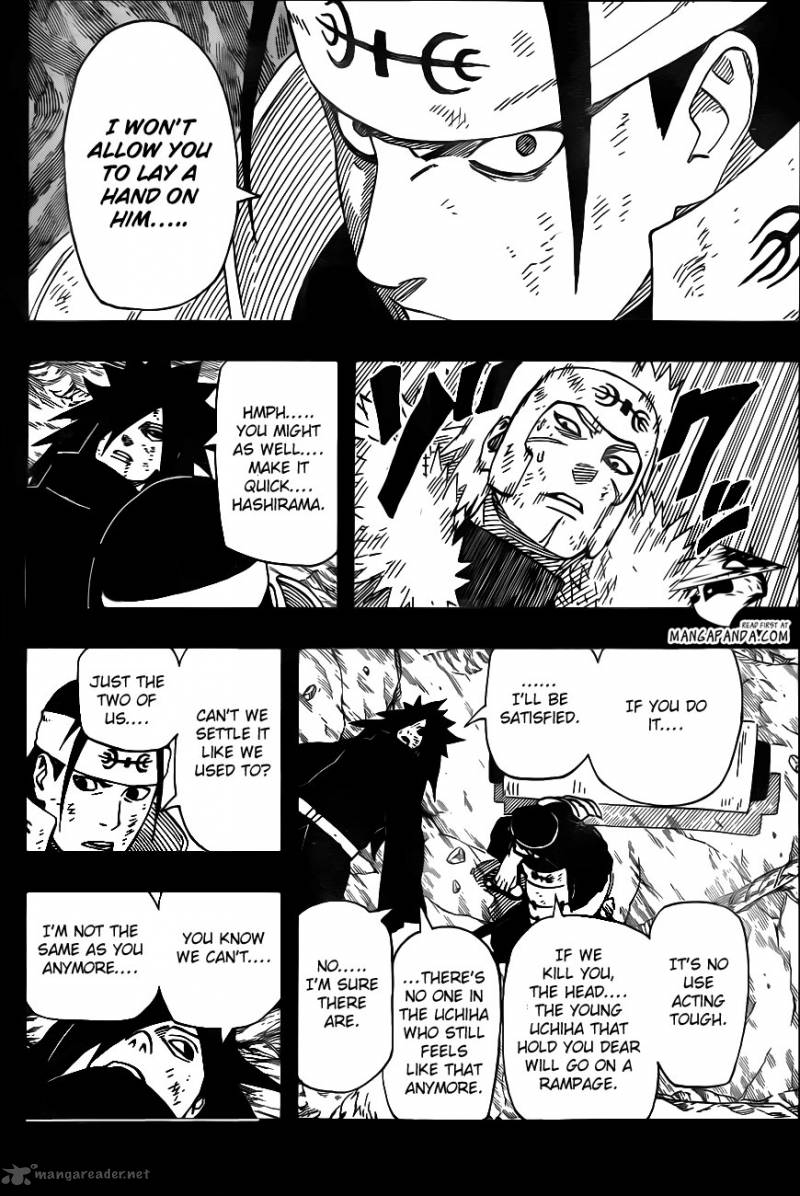 I WON'T
ALLOW YOU
TO LAY A
HAND ON
HIM.....
HMPH.....
YOU MIGHT
AS WELL....
MAKE IT
QUICK....
HASHIRAMA.
READ FIRST AT
MANGAPANDA.COM
IF YOU DO
IT....
......
I'LL BE
SATISFIED.
IT'S NO
USE
ACTING
TOUGH.
IF WE
KILL YOU,
THE HEAD....
THE YOUNG
UCHIHA THAT
HOLD YOU DEAR
WILL GO ON A
RAMPAGE.
...THERE'S
NO ONE IN
THE UCHIHA
WHO STILL
FEELS
LIKE THAT
ANYMORE.
NO.....
I'M SURE
THERE
ARE.
CAN'T WE
SETTLE IT
LIKE WE
USED TO?
JUST THE
TWO OF
US....
YOU KNOW
WE CAN'T....
I'M NOT THE
SAME AS YOU
ANYMORE....
mangareader.net